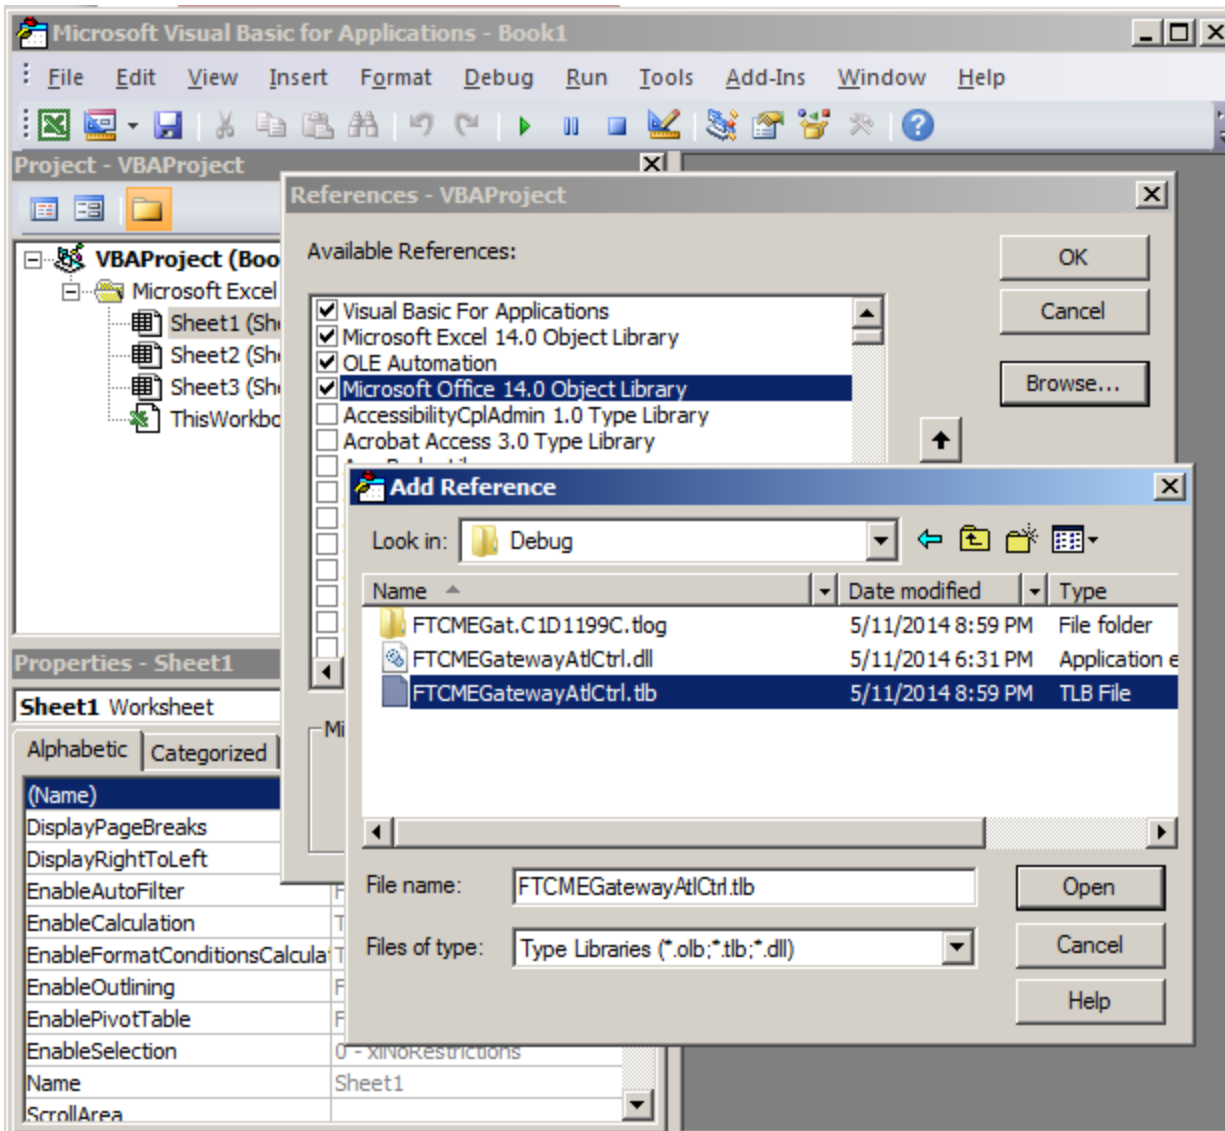 Microsoft Visual Basic for Applications - Book1
File Edit View Insert Format Debug Run Tools Add-Ins Window Help
Project - VBAProject
VBAProject (Boo
Microsoft Excel
Sheet1 (Sh
Sheet2 (Sh
Sheet3 (Sh
ThisWorkbo
References - VBAProject
Available References:
OK
Cancel
Browse...
Visual Basic For Applications
Microsoft Excel 14.0 Object Library
OLE Automation
Microsoft Office 14.0 Object Library
AccessibilityCplAdmin 1.0 Type Library
Acrobat Access 3.0 Type Library
Mi
Add Reference
Look in: Debug
Name Date modified Type
FTCMEGat.C1D1199C.tlog 5/11/2014 8:59 PM File folder
FTCMEGatewayAtlCtrl.dll 5/11/2014 6:31 PM Application e
FTCMEGatewayAtlCtrl.tlb 5/11/2014 8:59 PM TLB File
File name: FTCMEGatewayAtlCtrl.tlb Open
Files of type: Type Libraries (*.olb;*.tlb;*.dll) Cancel
Help
Properties - Sheet1
Sheet1 Worksheet
Alphabetic Categorized
(Name)
DisplayPageBreaks
DisplayRightToLeft
EnableAutoFilter F
EnableCalculation T
EnableFormatConditionsCalculat T
EnableOutlining F
EnablePivotTable F
EnableSelection 0 - xlNoRestrictions
Name Sheet1
ScrollArea